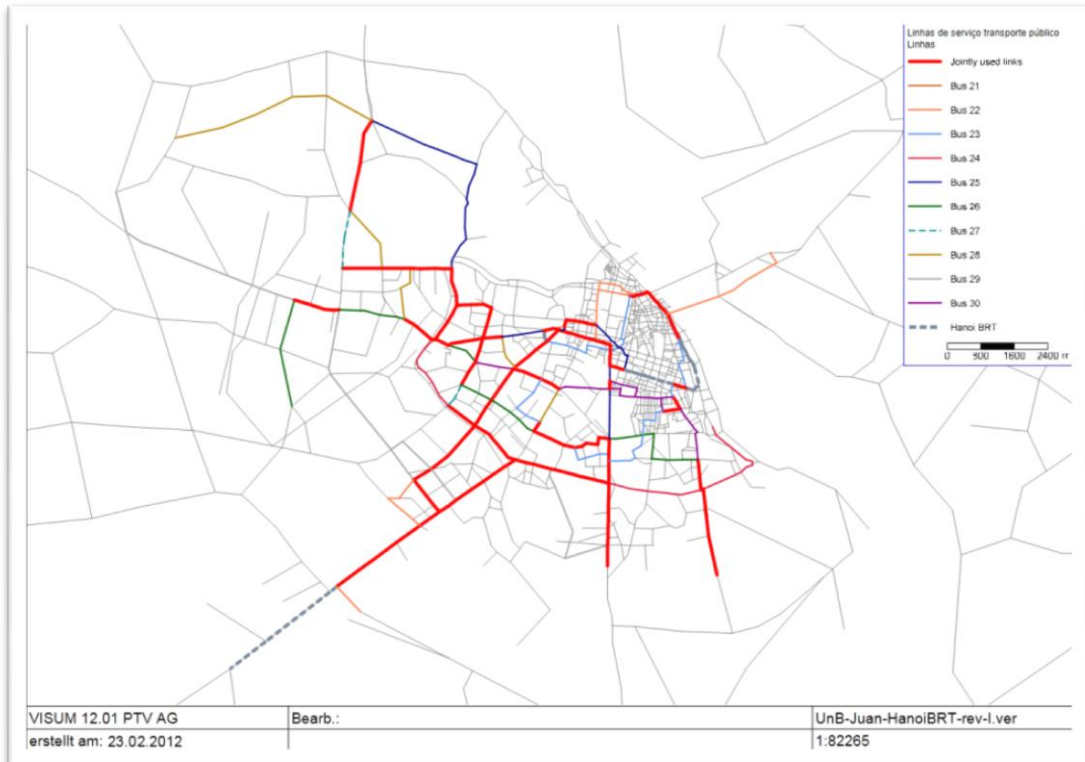 Linhas de serviço transporte público
Linhas
Jointly used links
Bus 21
Bus 22
Bus 23
Bus 24
Bus 25
Bus 26
Bus 27
Bus 28
Bus 29
Bus 30
Hanoi BRT
0 800 1600 2400 m
VISUM 12.01 PTV AG
Bearb.:
UnB-Juan-HanoiBRT-rev-I.ver
erstellt am: 23.02.2012
1:82265